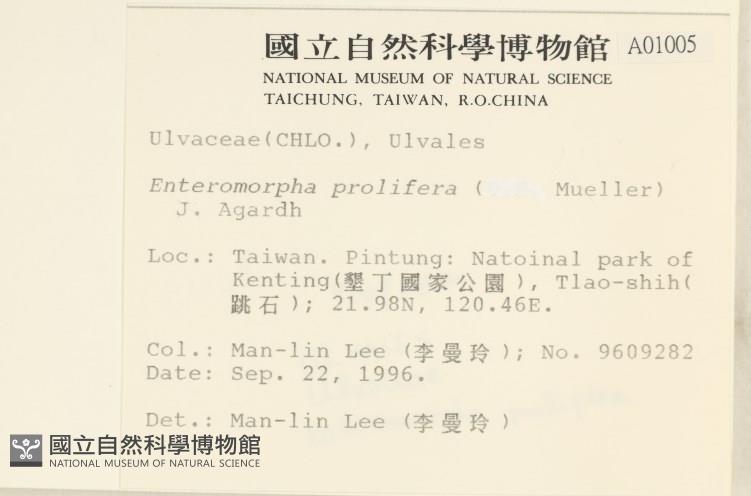 國立自然科學博物館 A01005
NATIONAL MUSEUM OF NATURAL SCIENCE
TAICHUNG, TAIWAN, R.O.CHINA
Ulvaceae(CHLO.), Ulvales
Enteromorpha prolifera ( Mueller)
J. Agardh
Loc.: Taiwan. Pintung: Natoinal park of
Kenting(墾丁國家公園), Tlao-shih(
跳石); 21.98N, 120.46E.
Col.: Man-lin Lee (李曼玲); No. 9609282
Date: Sep. 22, 1996.
Det.: Man-lin Lee (李曼玲)
國立自然科學博物館
NATIONAL MUSEUM OF NATURAL SCIENCE